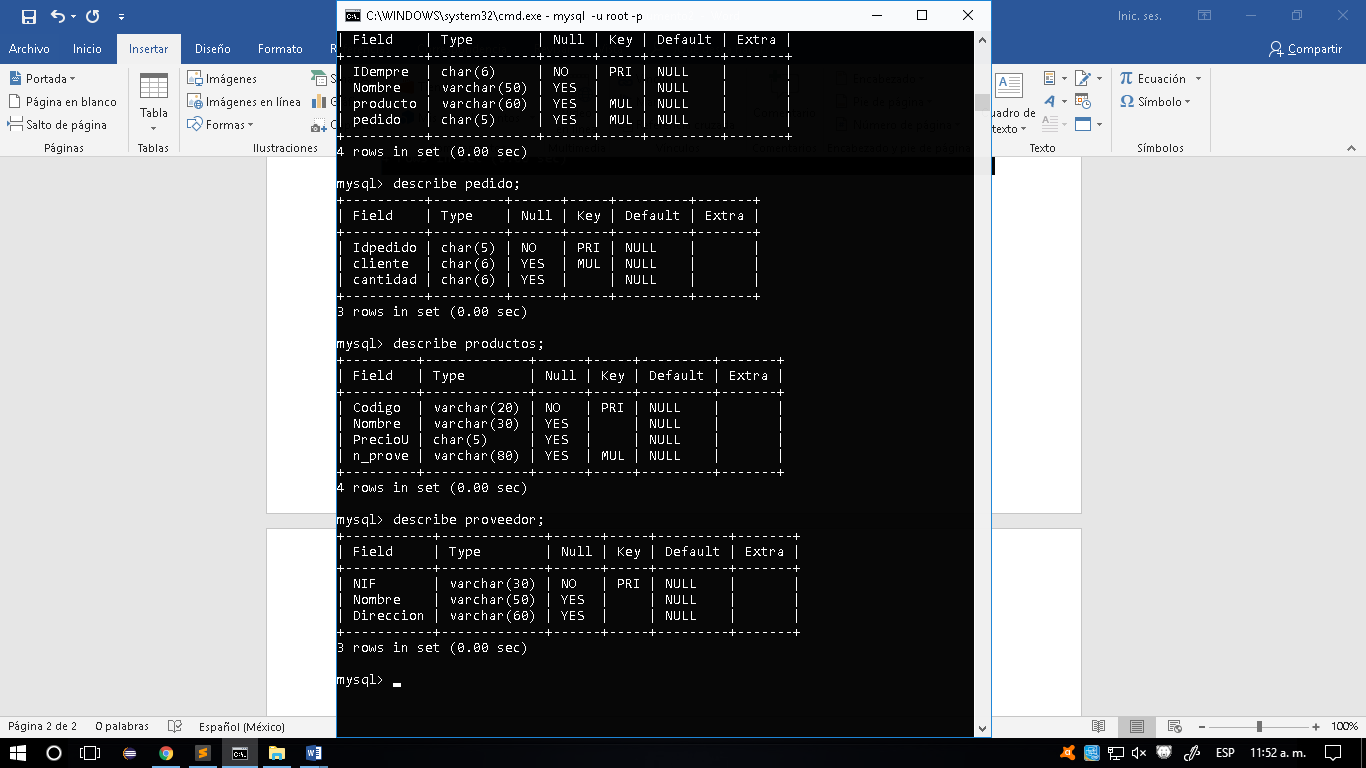 C:\WINDOWS\system32\cmd.exe - mysql -u root -p
Inic. ses.
Archivo Inicio Insertar Diseño Formato
Compartir
Portada
Página en blanco
Salto de página
Páginas
Tabla
Tablas
Imágenes
Imágenes en línea
Formas
Ilustraciones
uadro de
texto
Texto
Ecuación
Símbolo
Símbolos
| Field | Type | Null | Key | Default | Extra |
+----------+-------------+------+-----+---------+-------+
| IDempre | char(6) | NO | PRI | NULL | |
| Nombre | varchar(50) | YES | | NULL | |
| producto | varchar(60) | YES | MUL | NULL | |
| pedido | char(5) | YES | MUL | NULL | |
+----------+-------------+------+-----+---------+-------+
4 rows in set (0.00 sec)
mysql> describe pedido;
+----------+---------+------+-----+---------+-------+
| Field | Type | Null | Key | Default | Extra |
+----------+---------+------+-----+---------+-------+
| Idpedido | char(5) | NO | PRI | NULL | |
| cliente | char(6) | YES | MUL | NULL | |
| cantidad | char(6) | YES | | NULL | |
+----------+---------+------+-----+---------+-------+
3 rows in set (0.00 sec)
mysql> describe productos;
+---------+-------------+------+-----+---------+-------+
| Field | Type | Null | Key | Default | Extra |
+---------+-------------+------+-----+---------+-------+
| Codigo | varchar(20) | NO | PRI | NULL | |
| Nombre | varchar(30) | YES | | NULL | |
| PrecioU | char(5) | YES | | NULL | |
| n_prove | varchar(80) | YES | MUL | NULL | |
+---------+-------------+------+-----+---------+-------+
4 rows in set (0.00 sec)
mysql> describe proveedor;
+-----------+-------------+------+-----+---------+-------+
| Field | Type | Null | Key | Default | Extra |
+-----------+-------------+------+-----+---------+-------+
| NIF | varchar(30) | NO | PRI | NULL | |
| Nombre | varchar(50) | YES | | NULL | |
| Direccion | varchar(60) | YES | | NULL | |
+-----------+-------------+------+-----+---------+-------+
3 rows in set (0.00 sec)
mysql>
Página 2 de 2 0 palabras Español (México)
100%
ESP 11:52 a. m.